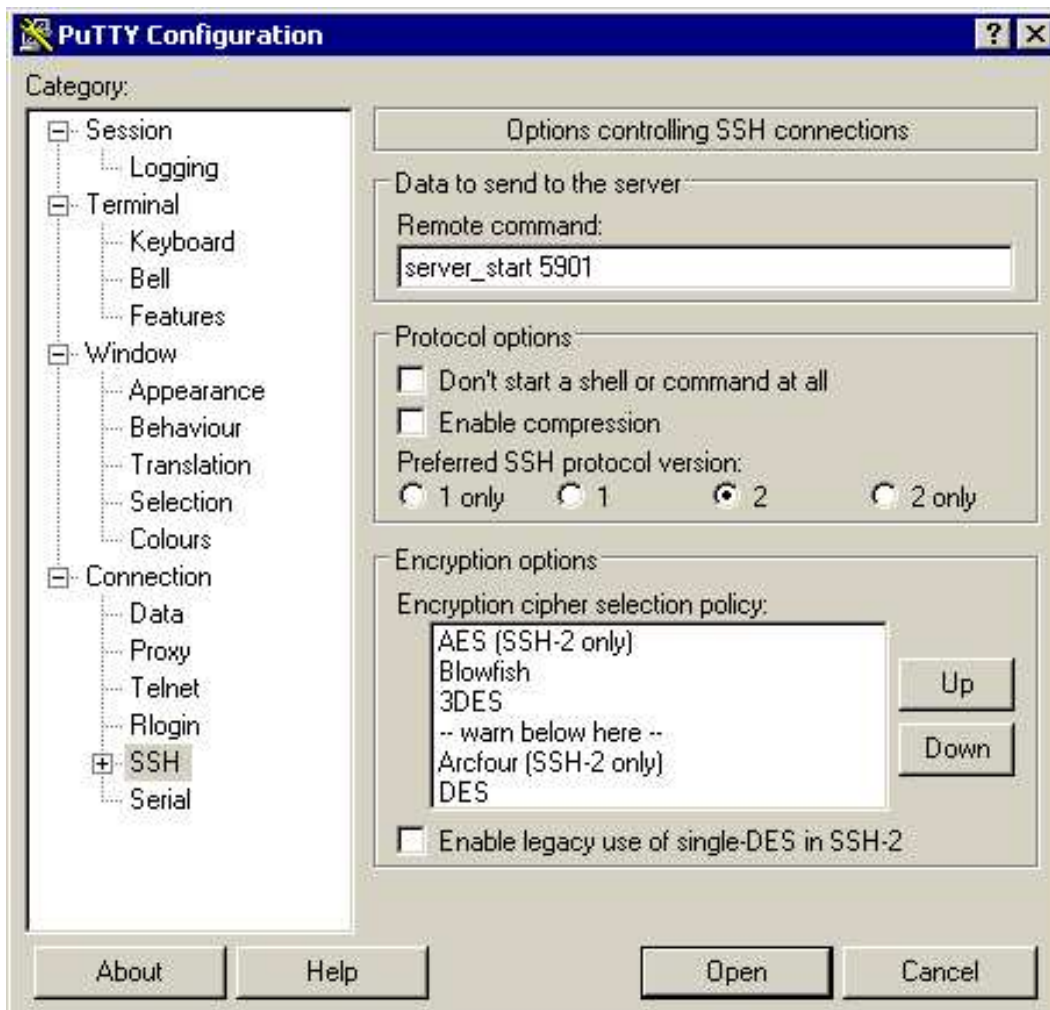 PuTTY Configuration
Category:
Session
Logging
Terminal
Keyboard
Bell
Features
Window
Appearance
Behaviour
Translation
Selection
Colours
Connection
Data
Proxy
Telnet
Rlogin
SSH
Serial
Options controlling SSH connections
Data to send to the server
Remote command:
server_start 5901
Protocol options
Don't start a shell or command at all
Enable compression
Preferred SSH protocol version:
1 only 1 2 2 only
Encryption options
Encryption cipher selection policy:
AES (SSH-2 only)
Blowfish
3DES
-- warn below here --
Arcfour (SSH-2 only)
DES
Up
Down
Enable legacy use of single-DES in SSH-2
About Help Open Cancel